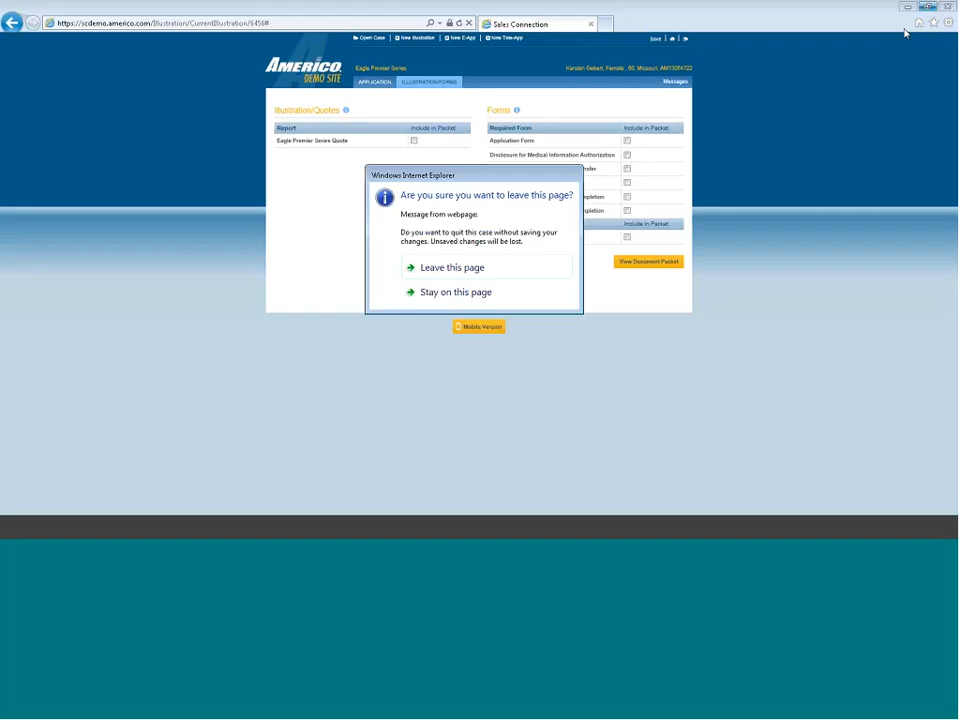 https://scdemo.americo.com/Illustration/CurrentIllustration/6456#
Sales Connection
Open Case
New Illustration
New E-App
New Tele-App
Save
AMERICO
DEMO SITE
Eagle Premier Series
Kerstan Gebert, Female, 60, Missouri, AM13054722
APPLICATION
ILLUSTRATION/FORMS
Messages
Illustration/Quotes
Report Include in Packet
Eagle Premier Series Quote
Forms
Required Form Include in Packet
Application Form
Disclosure for Medical Information Authorization
Include in Packet
View Document Packet
Windows Internet Explorer
Are you sure you want to leave this page?
Message from webpage:
Do you want to quit this case without saving your
changes. Unsaved changes will be lost.
Leave this page
Stay on this page
Mobile Version